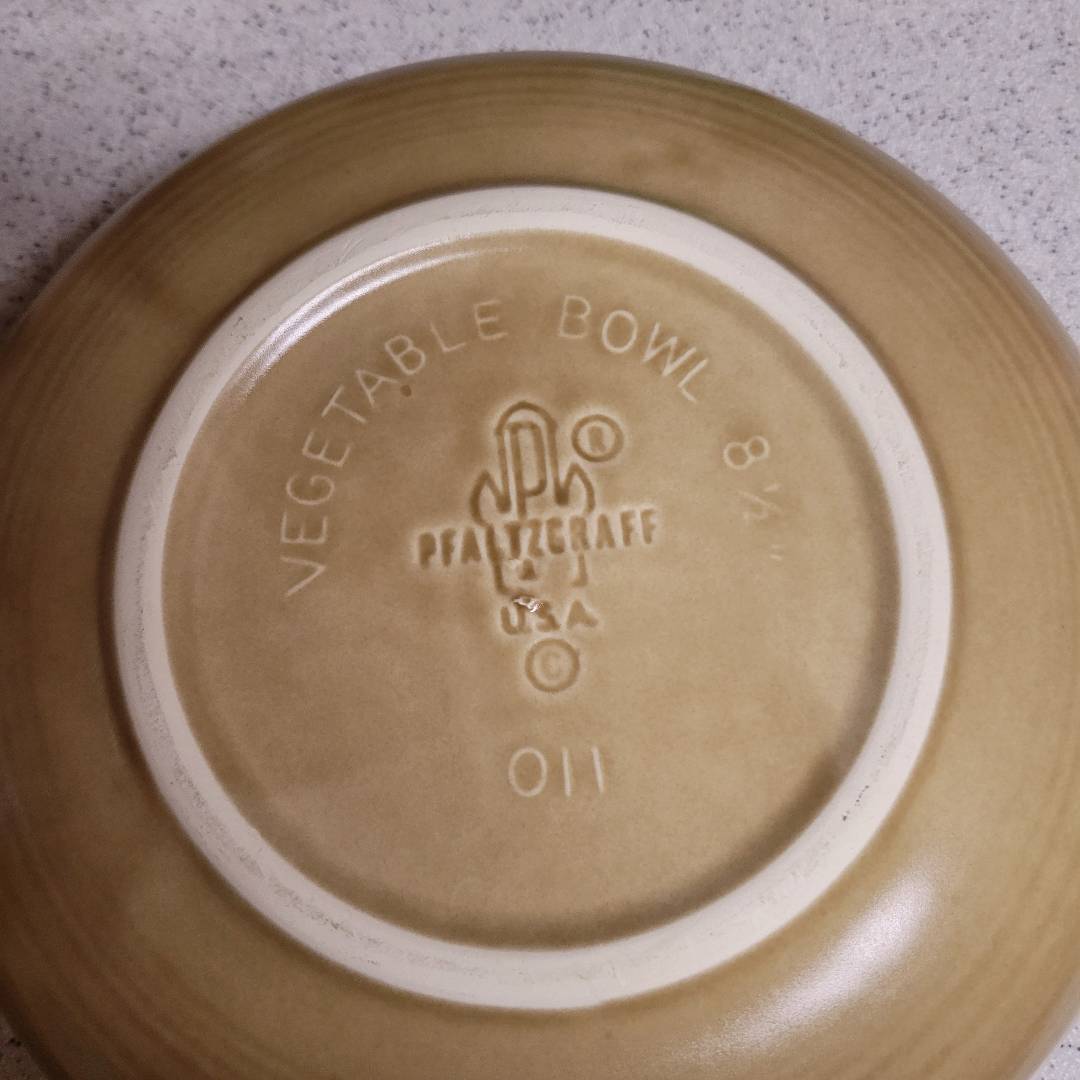 VEGETABLE BOWL 8½"
P ®
PFALTZGRAFF
USA
©
011